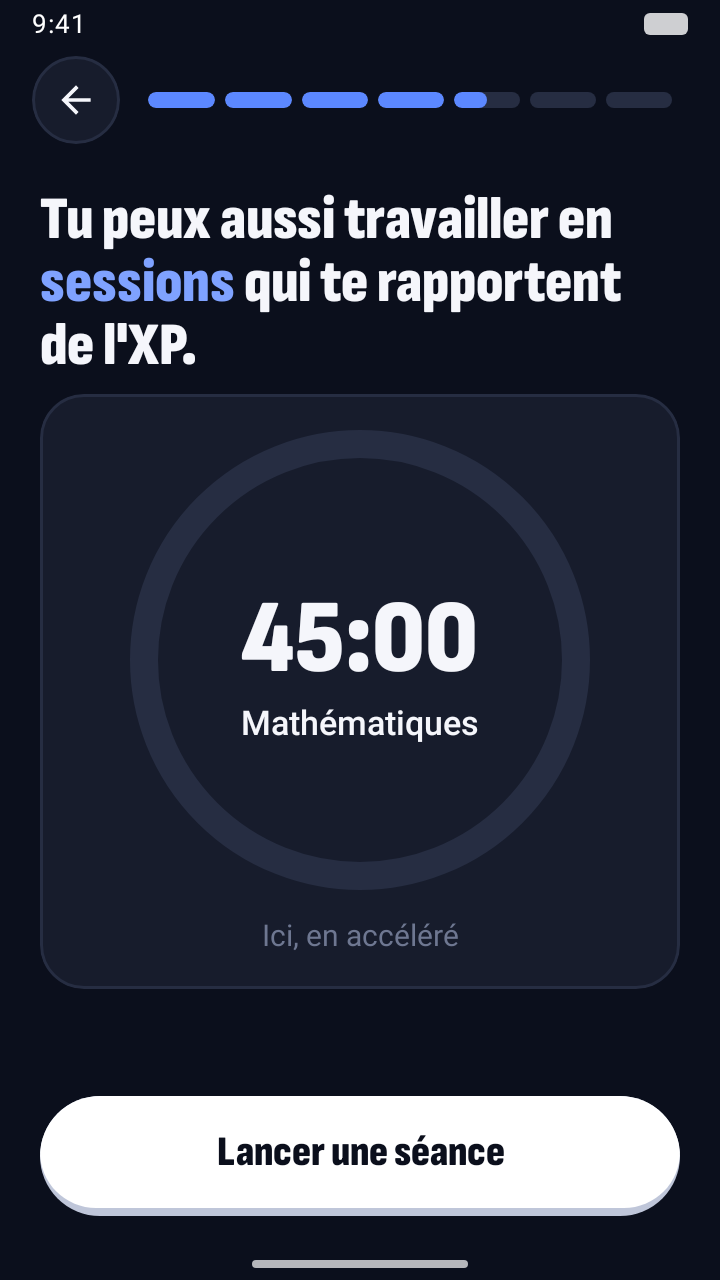 9:41
Tu peux aussi travailler en
sessions qui te rapportent
de l'XP.
45:00
Mathématiques
Ici, en accéléré
Lancer une séance